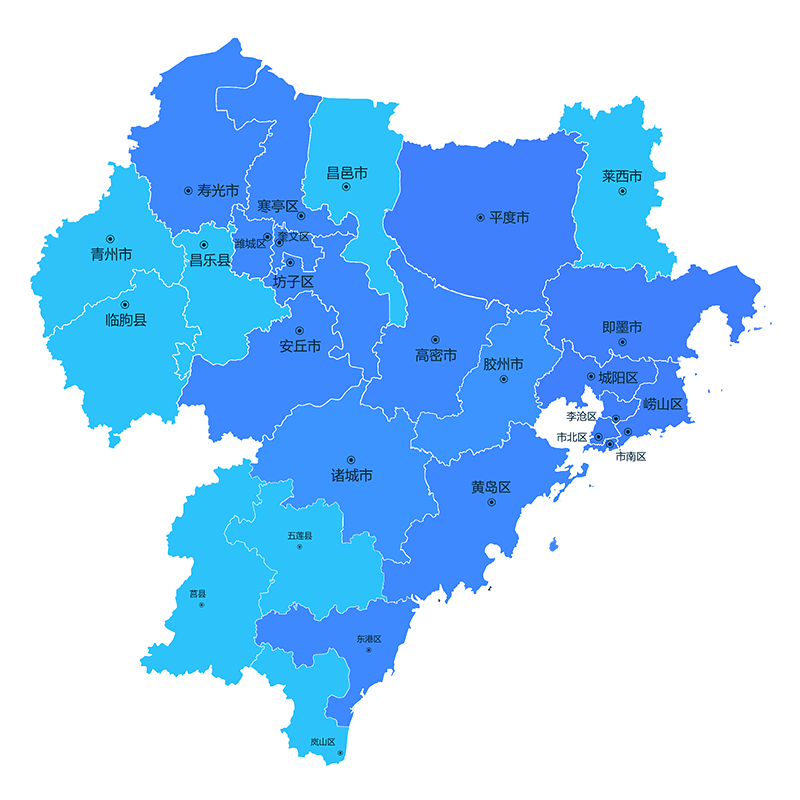 昌邑市
莱西市
寿光市
寒亭区
平度市
潍城区
奎文区
青州市
昌乐县
坊子区
临朐县
即墨市
安丘市
高密市
胶州市
城阳区
崂山区
李沧区
市北区
市南区
诸城市
黄岛区
五莲县
莒县
东港区
岚山区